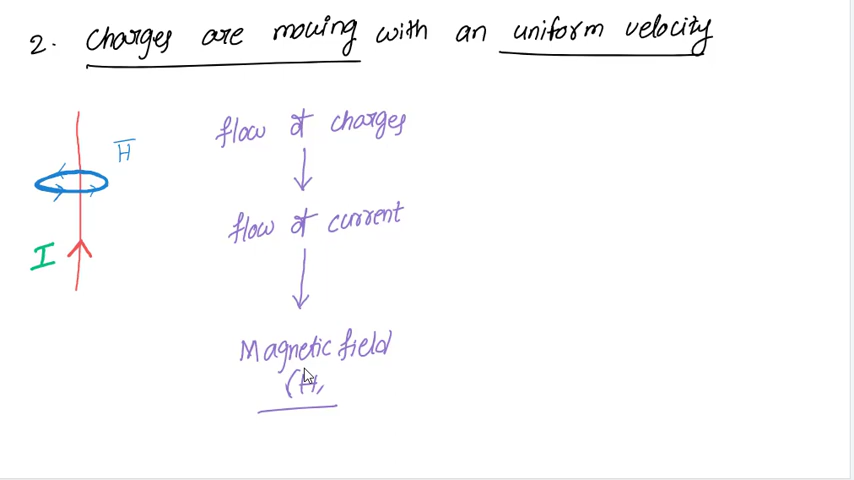 2. Charges are moving with an uniform velocity
flow of charges
H
flow of current
I
Magnetic field
(H,